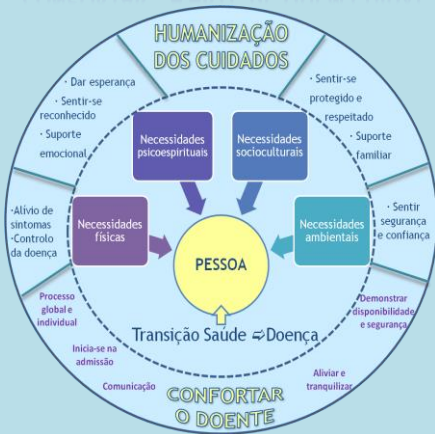 HUMANIZAÇÃO
DOS CUIDADOS
· Dar esperança
· Sentir-se
reconhecido
· Suporte
emocional
· Sentir-se
protegido e
respeitado
· Suporte
familiar
Necessidades
psicoespirituais
Necessidades
socioculturais
·Alívio de
sintomas
·Controlo
da doença
Necessidades
físicas
Necessidades
ambientais
· Sentir
segurança
e confiança
PESSOA
Processo
global e
individual
Inicia-se na
admissão
Comunicação
Transição Saúde ⇨Doença
Demonstrar
disponibilidade
e segurança
Aliviar e
tranquilizar
CONFORTAR
O DOENTE